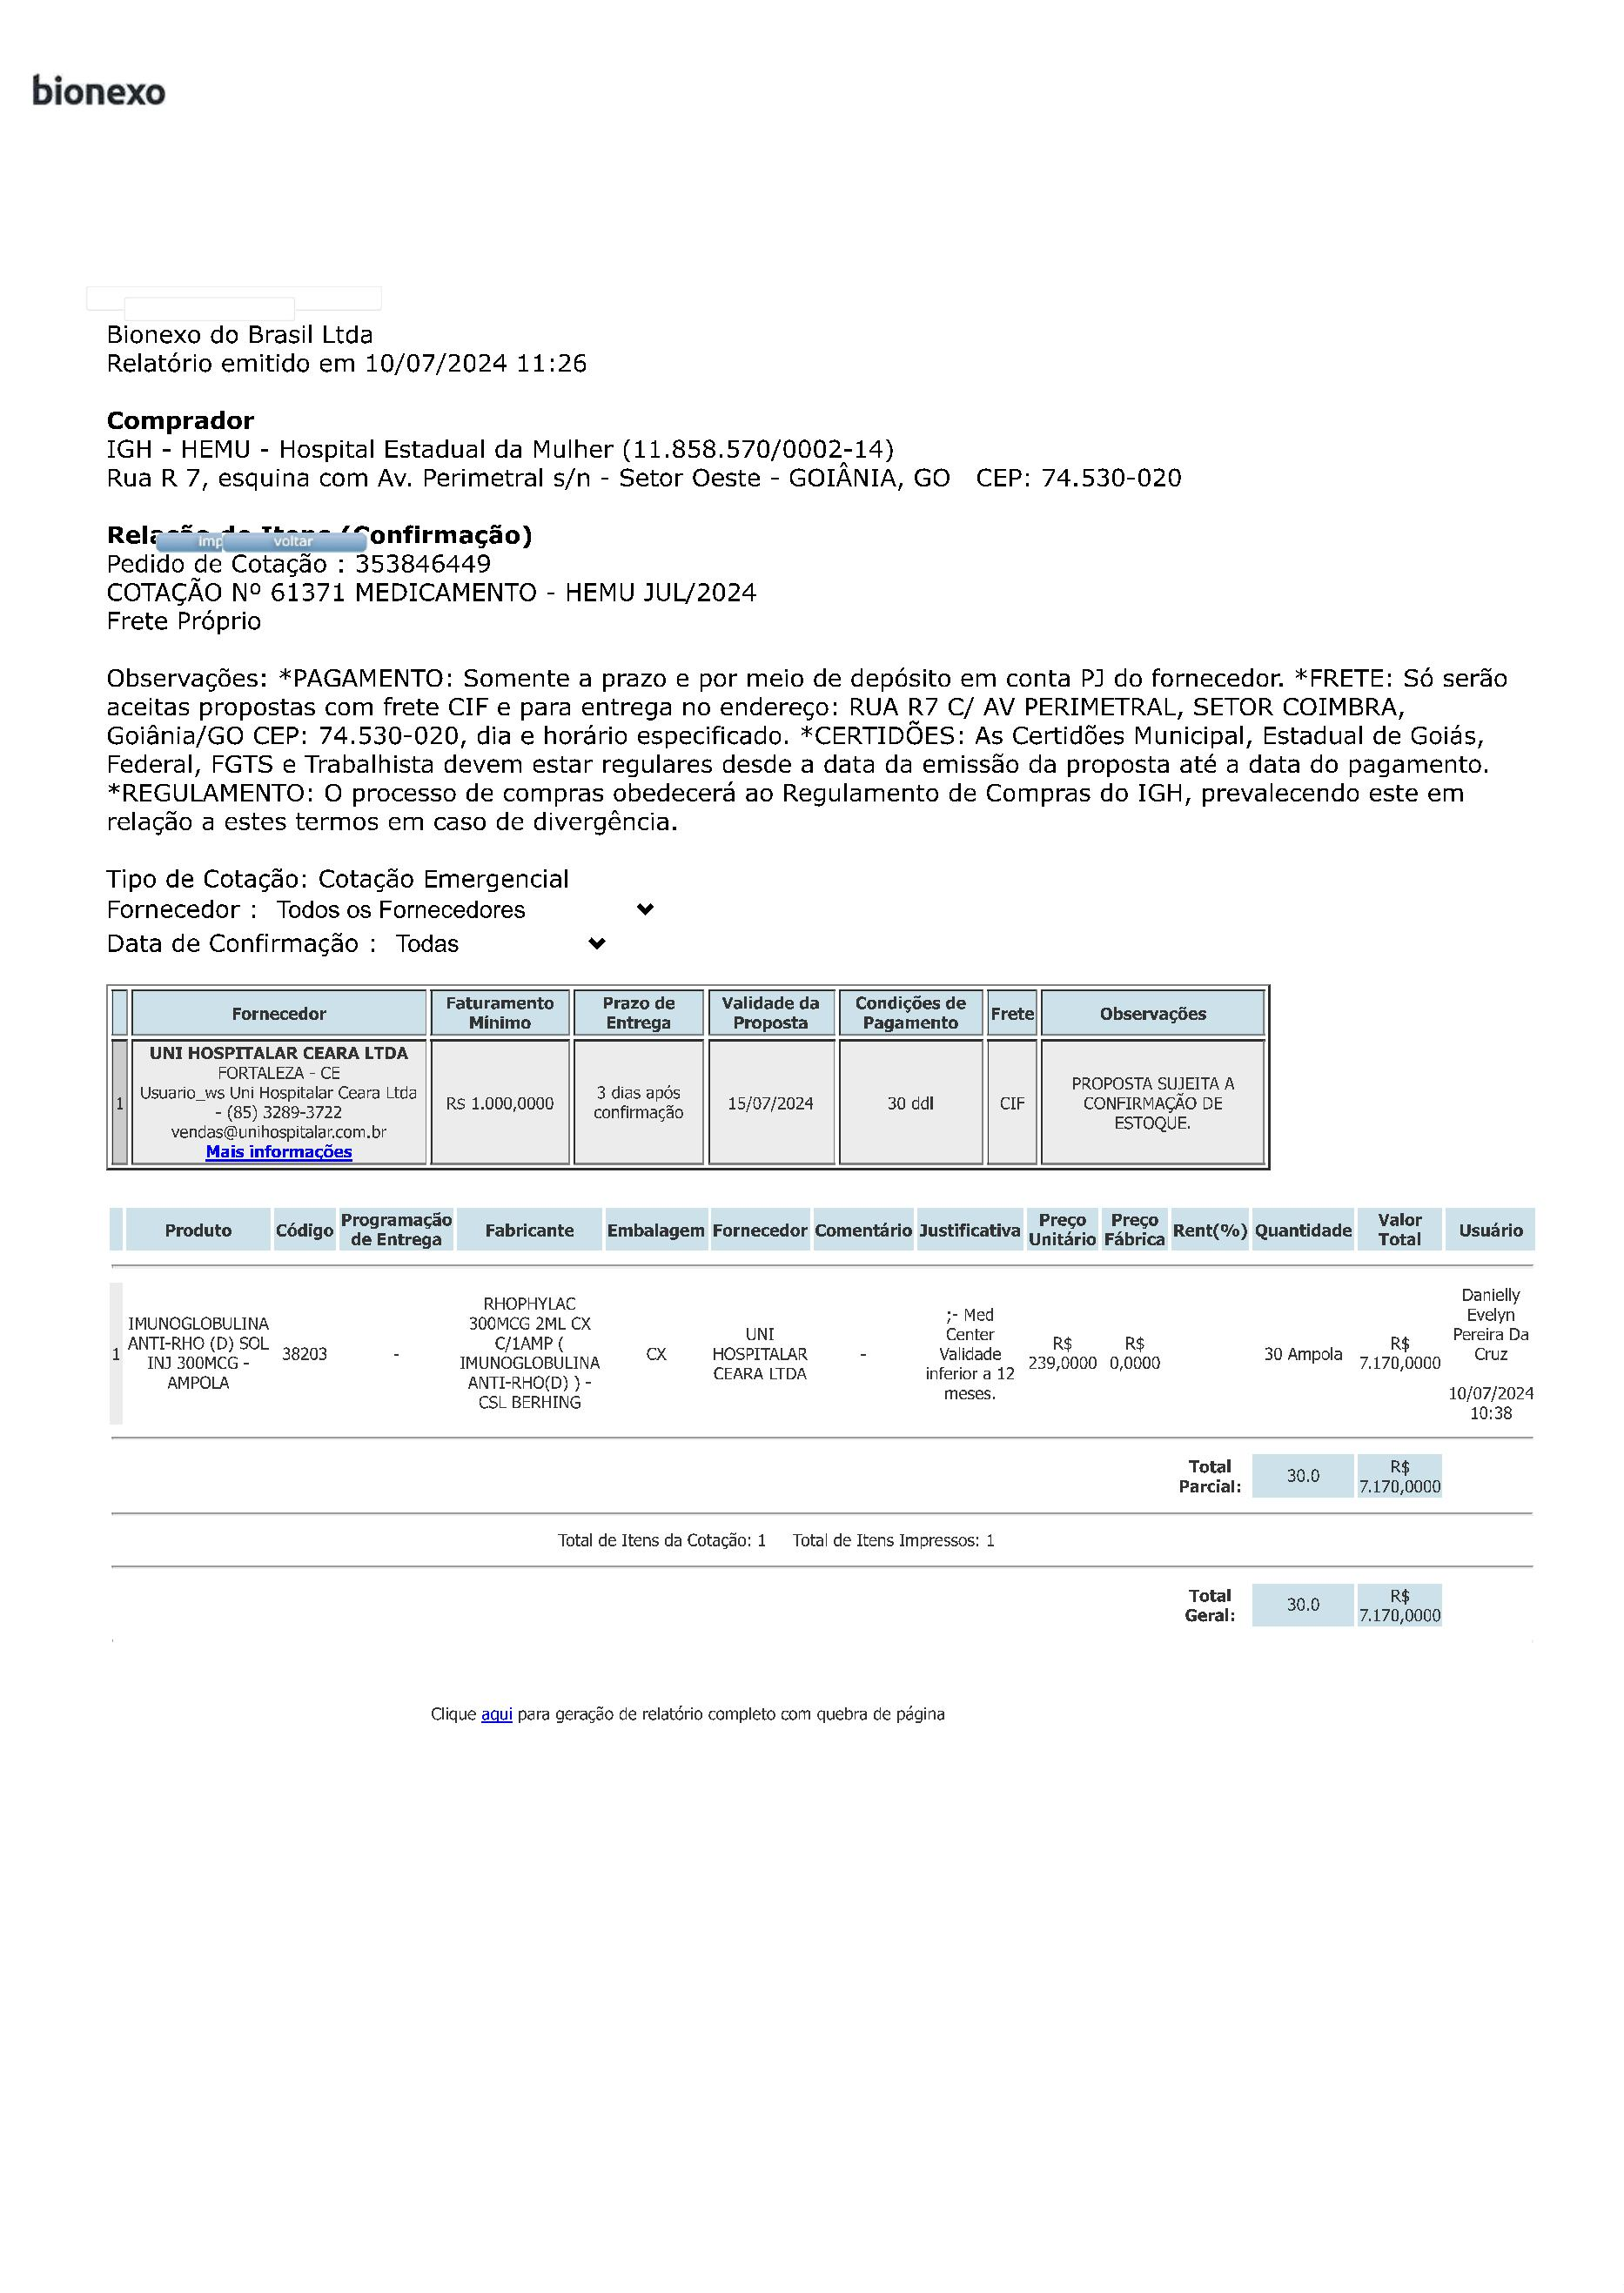 bionexo
Bionexo do Brasil Ltda
Relatório emitido em 10/07/2024 11:26
Comprador
IGH - HEMU - Hospital Estadual da Mulher (11.858.570/0002-14)
Rua R 7, esquina com Av. Perimetral s/n - Setor Oeste - GOIÂNIA, GO CEP: 74.530-020
Relação de Itens (Confirmação)
imp voltar
Pedido de Cotação : 353846449
COTAÇÃO Nº 61371 MEDICAMENTO - HEMU JUL/2024
Frete Próprio
Observações: *PAGAMENTO: Somente a prazo e por meio de depósito em conta PJ do fornecedor. *FRETE: Só serão
aceitas propostas com frete CIF e para entrega no endereço: RUA R7 C/ AV PERIMETRAL, SETOR COIMBRA,
Goiânia/GO CEP: 74.530-020, dia e horário especificado. *CERTIDÕES: As Certidões Municipal, Estadual de Goiás,
Federal, FGTS e Trabalhista devem estar regulares desde a data da emissão da proposta até a data do pagamento.
*REGULAMENTO: O processo de compras obedecerá ao Regulamento de Compras do IGH, prevalecendo este em
relação a estes termos em caso de divergência.
Tipo de Cotação: Cotação Emergencial
Fornecedor : Todos os Fornecedores
Data de Confirmação : Todas
Fornecedor
Faturamento
Mínimo
Prazo de
Entrega
Validade da
Proposta
Condições de
Pagamento
Frete
Observações
1
UNI HOSPITALAR CEARA LTDA
FORTALEZA - CE
Usuario_ws Uni Hospitalar Ceara Ltda
- (85) 3289-3722
vendas@unihospitalar.com.br
Mais informações
R$ 1.000,0000
3 dias após
confirmação
15/07/2024
30 ddl
CIF
PROPOSTA SUJEITA A
CONFIRMAÇÃO DE
ESTOQUE.
Produto
Código
Programação
de Entrega
Fabricante
Embalagem
Fornecedor
Comentário
Justificativa
Preço
Unitário
Preço
Fábrica
Rent(%)
Quantidade
Valor
Total
Usuário
1
IMUNOGLOBULINA
ANTI-RHO (D) SOL
INJ 300MCG -
AMPOLA
38203
-
RHOPHYLAC
300MCG 2ML CX
C/1AMP (
IMUNOGLOBULINA
ANTI-RHO(D) ) -
CSL BERHING
CX
UNI
HOSPITALAR
CEARA LTDA
-
;- Med
Center
Validade
inferior a 12
meses.
R$
239,0000
R$
0,0000
30 Ampola
R$
7.170,0000
Danielly
Evelyn
Pereira Da
Cruz
10/07/2024
10:38
Total
Parcial:
30.0
R$
7.170,0000
Total de Itens da Cotação: 1 Total de Itens Impressos: 1
Total
Geral:
30.0
R$
7.170,0000
Clique aqui para geração de relatório completo com quebra de página